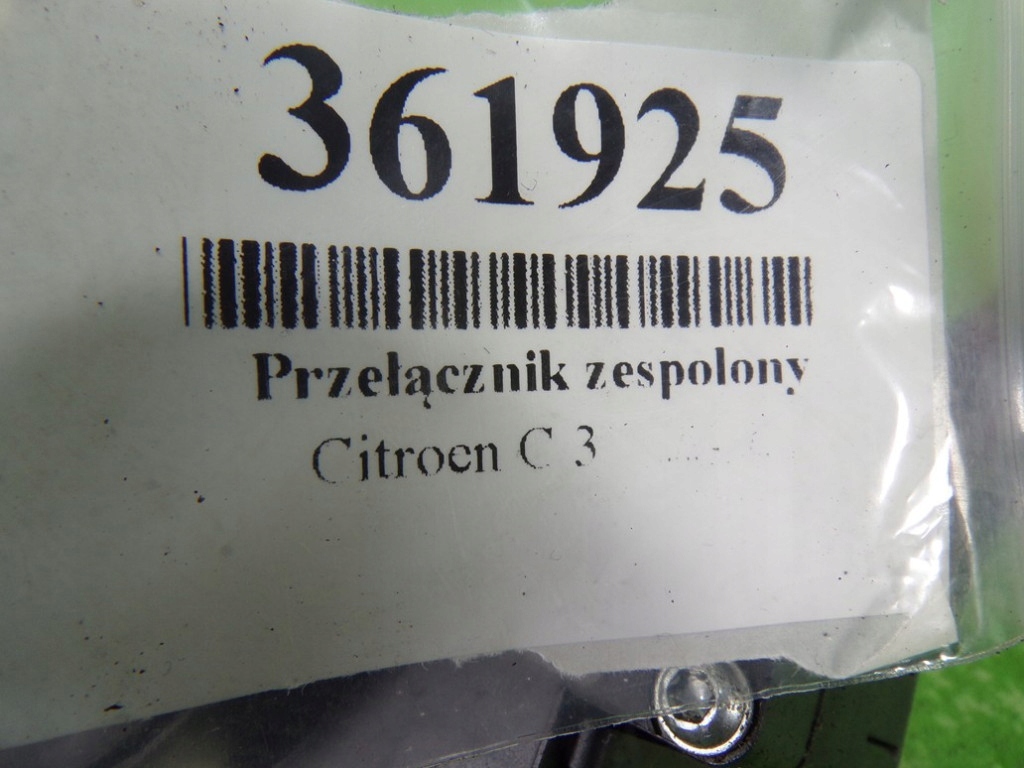 361925
Przełącznik zespolony
Citroen C 3